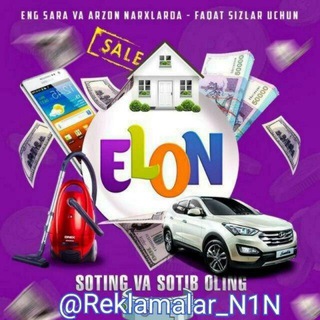 ENG SARA VA ARZON NARXLARDA - FAQAT SIZLAR UCHUN
SALE
ELON
SOTING VA SOTIB OLING
@Reklamalar_N1N